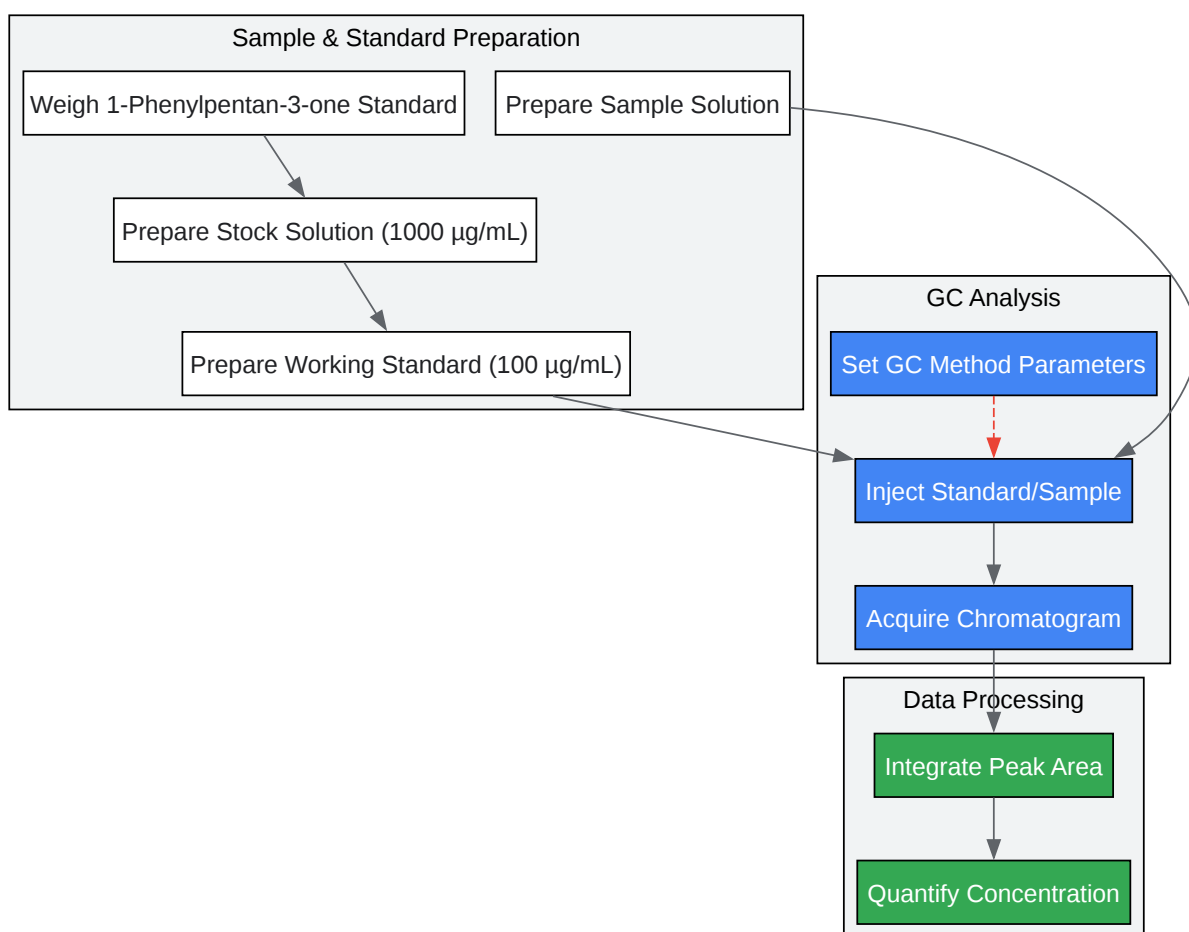 Sample & Standard Preparation
Weigh 1-Phenylpentan-3-one Standard
Prepare Sample Solution
Prepare Stock Solution (1000 µg/mL)
Prepare Working Standard (100 µg/mL)
GC Analysis
Set GC Method Parameters
Inject Standard/Sample
Acquire Chromatogram
Data Processing
Integrate Peak Area
Quantify Concentration